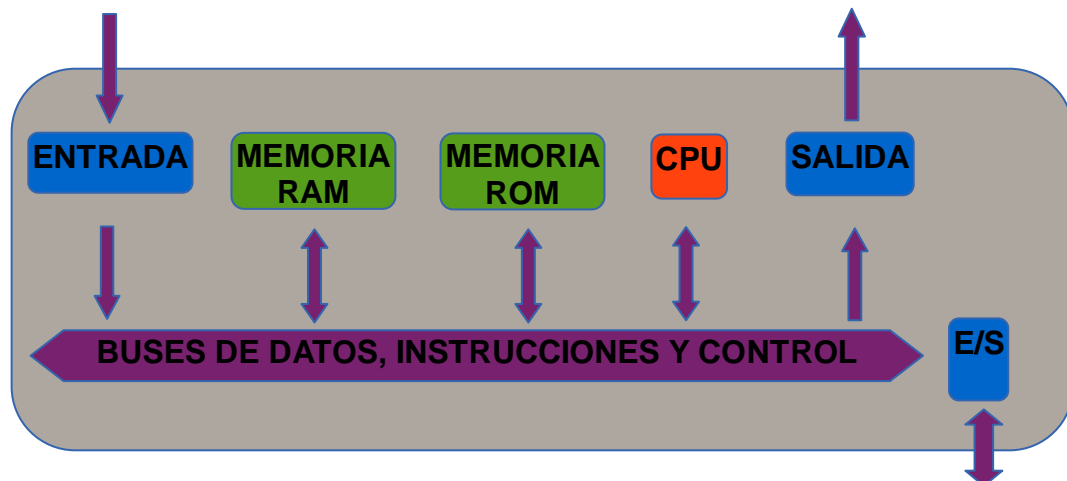 ENTRADA
MEMORIA
RAM
MEMORIA
ROM
CPU
SALIDA
BUSES DE DATOS, INSTRUCCIONES Y CONTROL
E/S